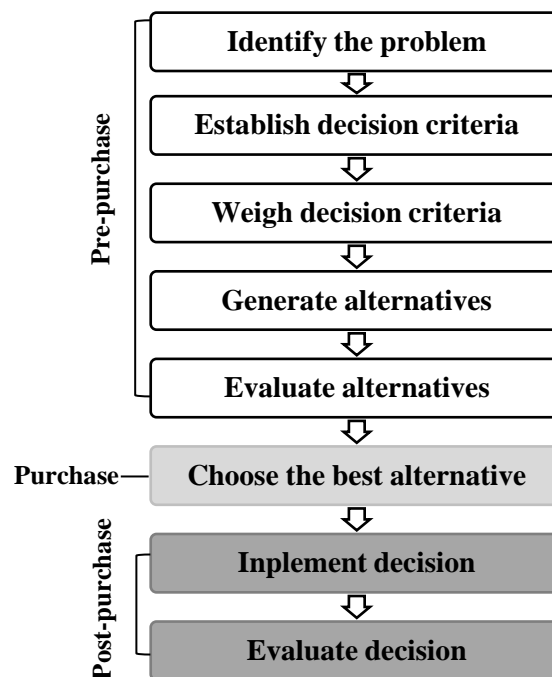 Pre-purchase
Identify the problem
Establish decision criteria
Weigh decision criteria
Generate alternatives
Evaluate alternatives
Purchase
Choose the best alternative
Post-purchase
Inplement decision
Evaluate decision